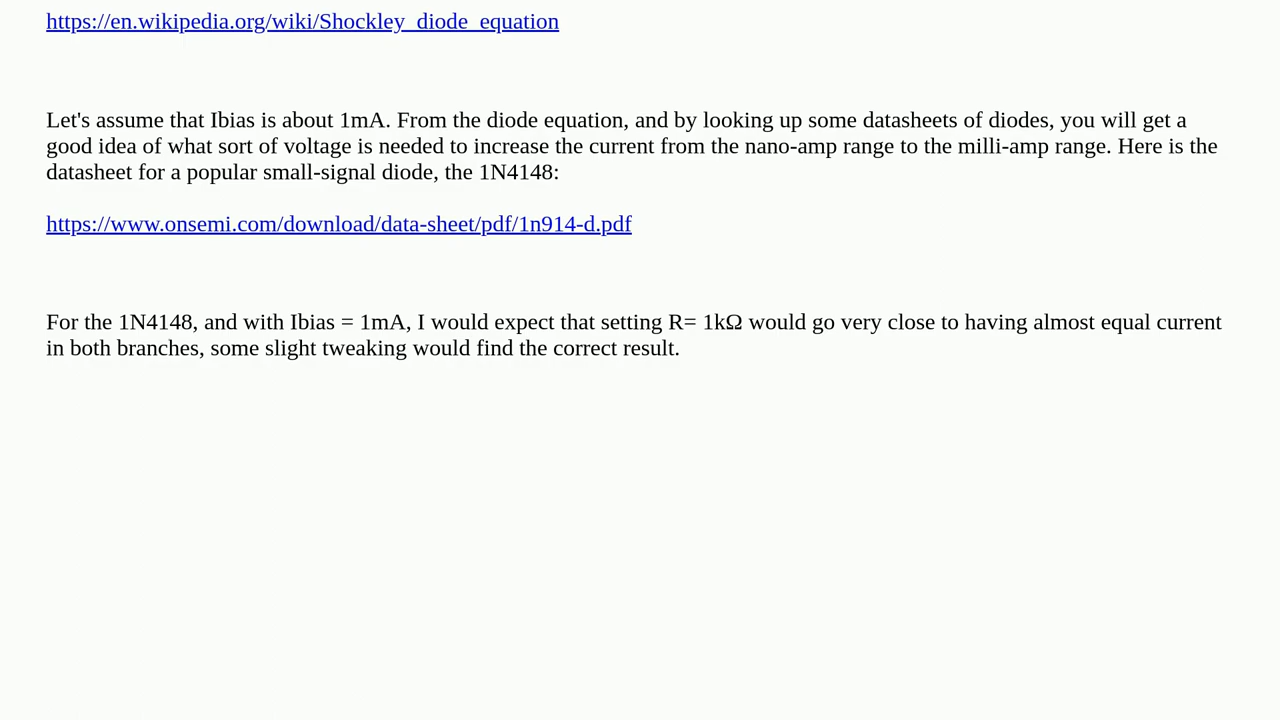 https://en.wikipedia.org/wiki/Shockley_diode_equation
Let's assume that Ibias is about 1mA. From the diode equation, and by looking up some datasheets of diodes, you will get a
good idea of what sort of voltage is needed to increase the current from the nano-amp range to the milli-amp range. Here is the
datasheet for a popular small-signal diode, the 1N4148:
https://www.onsemi.com/download/data-sheet/pdf/1n914-d.pdf
For the 1N4148, and with Ibias = 1mA, I would expect that setting R= 1kΩ would go very close to having almost equal current
in both branches, some slight tweaking would find the correct result.